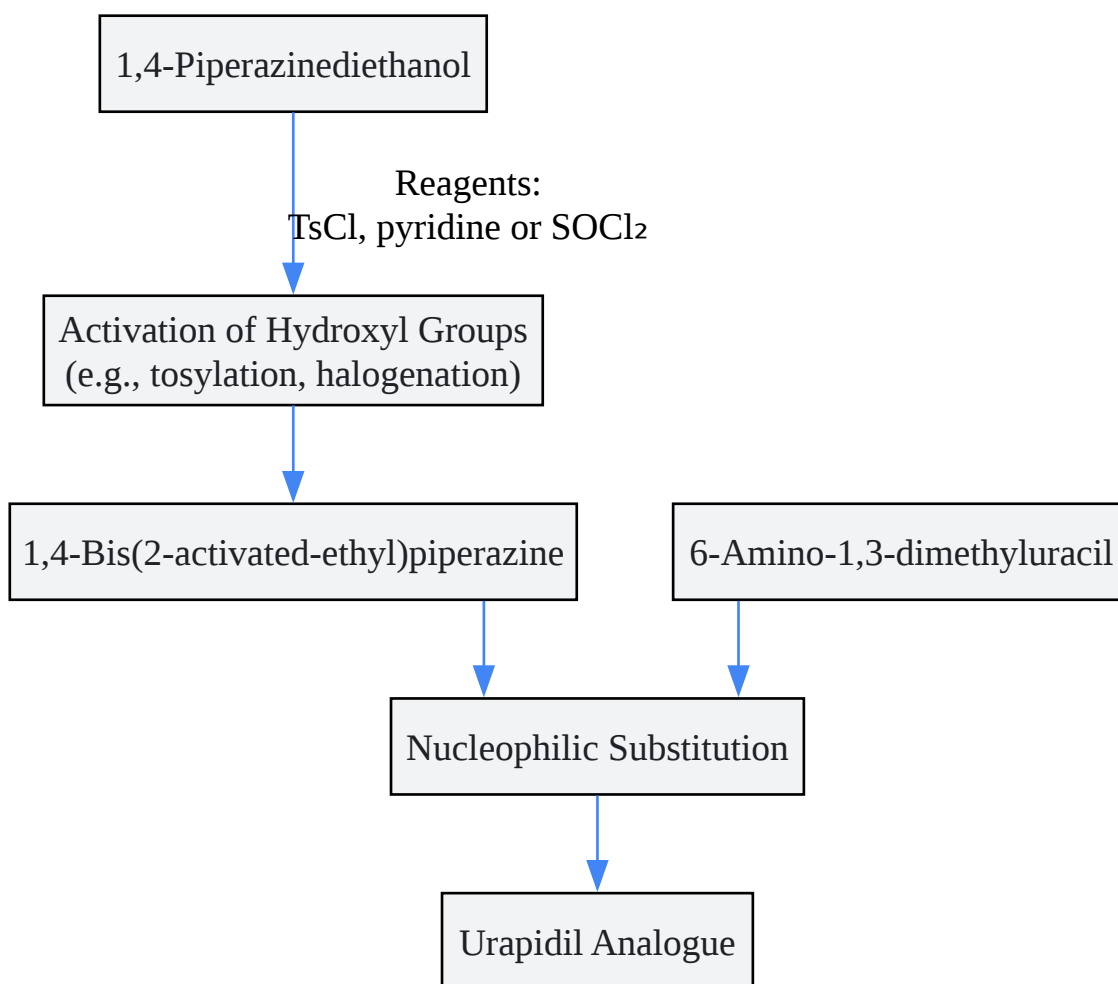 1,4-Piperazinediethanol
Reagents:
TsCl, pyridine or SOCl₂
Activation of Hydroxyl Groups
(e.g., tosylation, halogenation)
1,4-Bis(2-activated-ethyl)piperazine
6-Amino-1,3-dimethyluracil
Nucleophilic Substitution
Urapidil Analogue